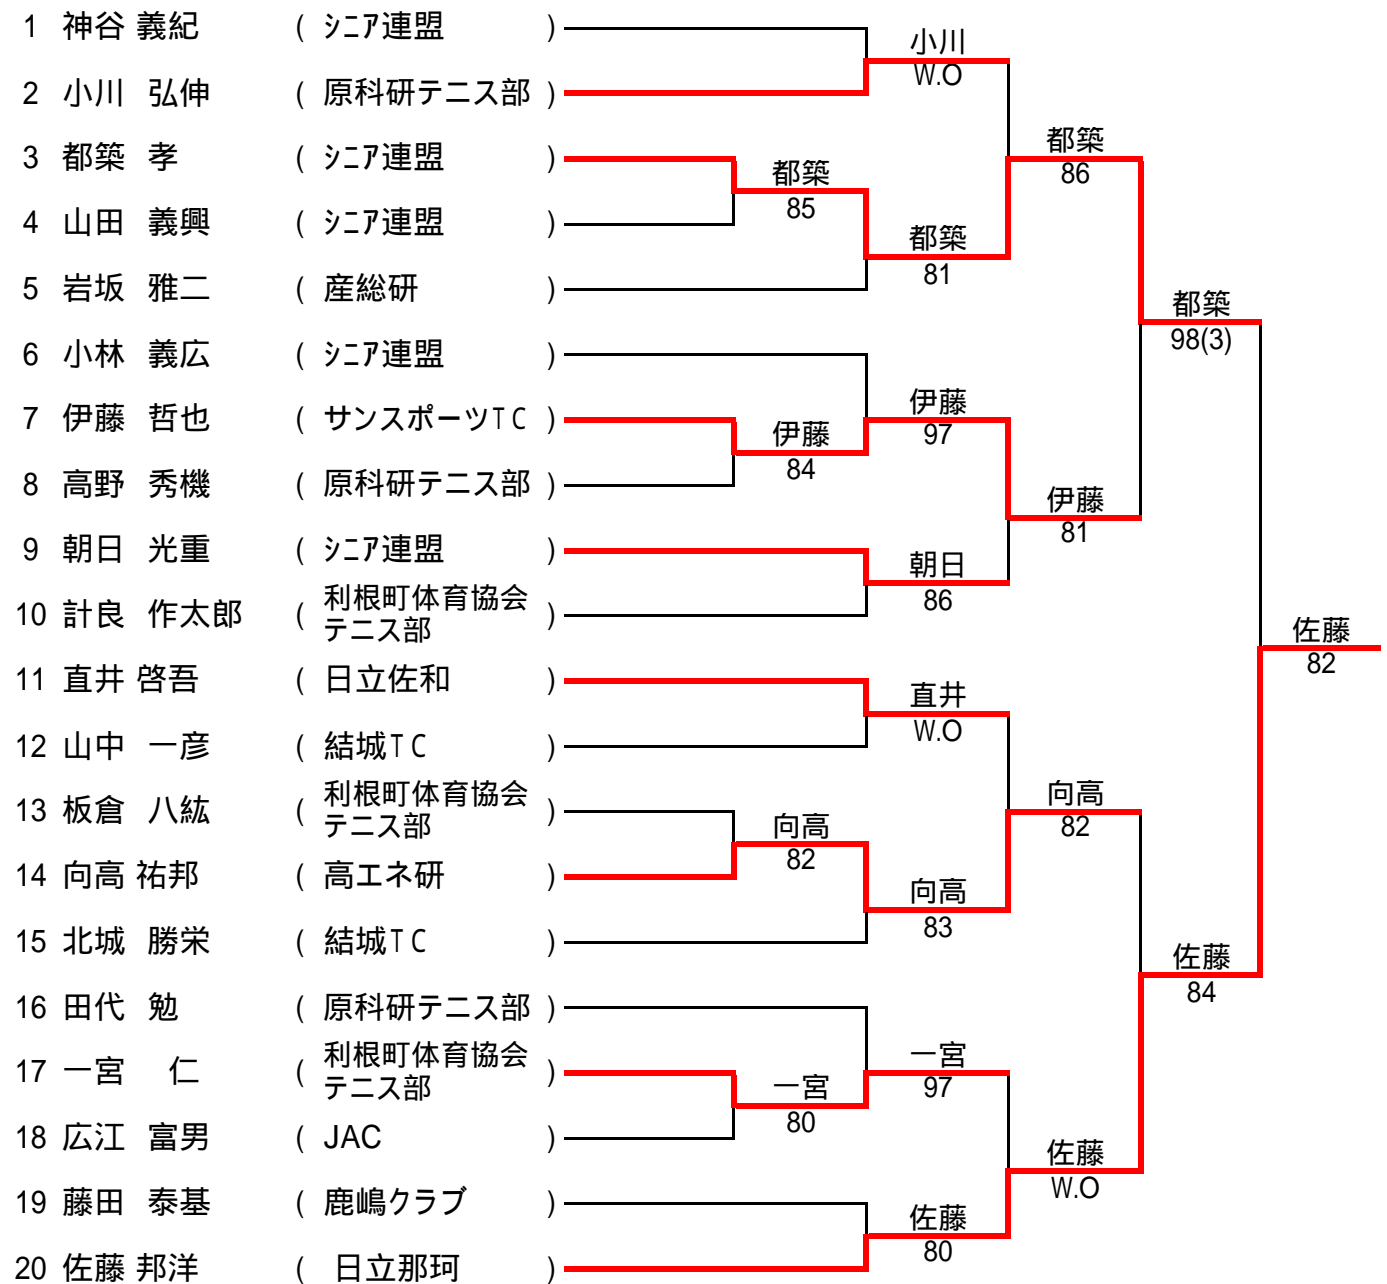 1 神谷 義紀 ( シニア連盟 )
小川
W.O
2 小川 弘伸 ( 原科研テニス部 )
都築
86
3 都築 孝 ( シニア連盟 )
都築
85
4 山田 義興 ( シニア連盟 )
都築
81
5 岩坂 雅二 ( 産総研 )
都築
98(3)
6 小林 義広 ( シニア連盟 )
伊藤
97
7 伊藤 哲也 ( サンスポーツTC )
伊藤
84
8 高野 秀機 ( 原科研テニス部 )
伊藤
81
9 朝日 光重 ( シニア連盟 )
朝日
86
10 計良 作太郎 ( 利根町体育協会
テニス部 )
佐藤
82
11 直井 啓吾 ( 日立佐和 )
直井
W.O
12 山中 一彦 ( 結城TC )
向高
82
13 板倉 八紘 ( 利根町体育協会
テニス部 )
向高
82
14 向高 祐邦 ( 高エネ研 )
向高
83
15 北城 勝栄 ( 結城TC )
佐藤
84
16 田代 勉 ( 原科研テニス部 )
一宮
97
17 一宮 仁 ( 利根町体育協会
テニス部 )
一宮
80
18 広江 富男 ( JAC )
佐藤
W.O
19 藤田 泰基 ( 鹿嶋クラブ )
佐藤
80
20 佐藤 邦洋 ( 日立那珂 )